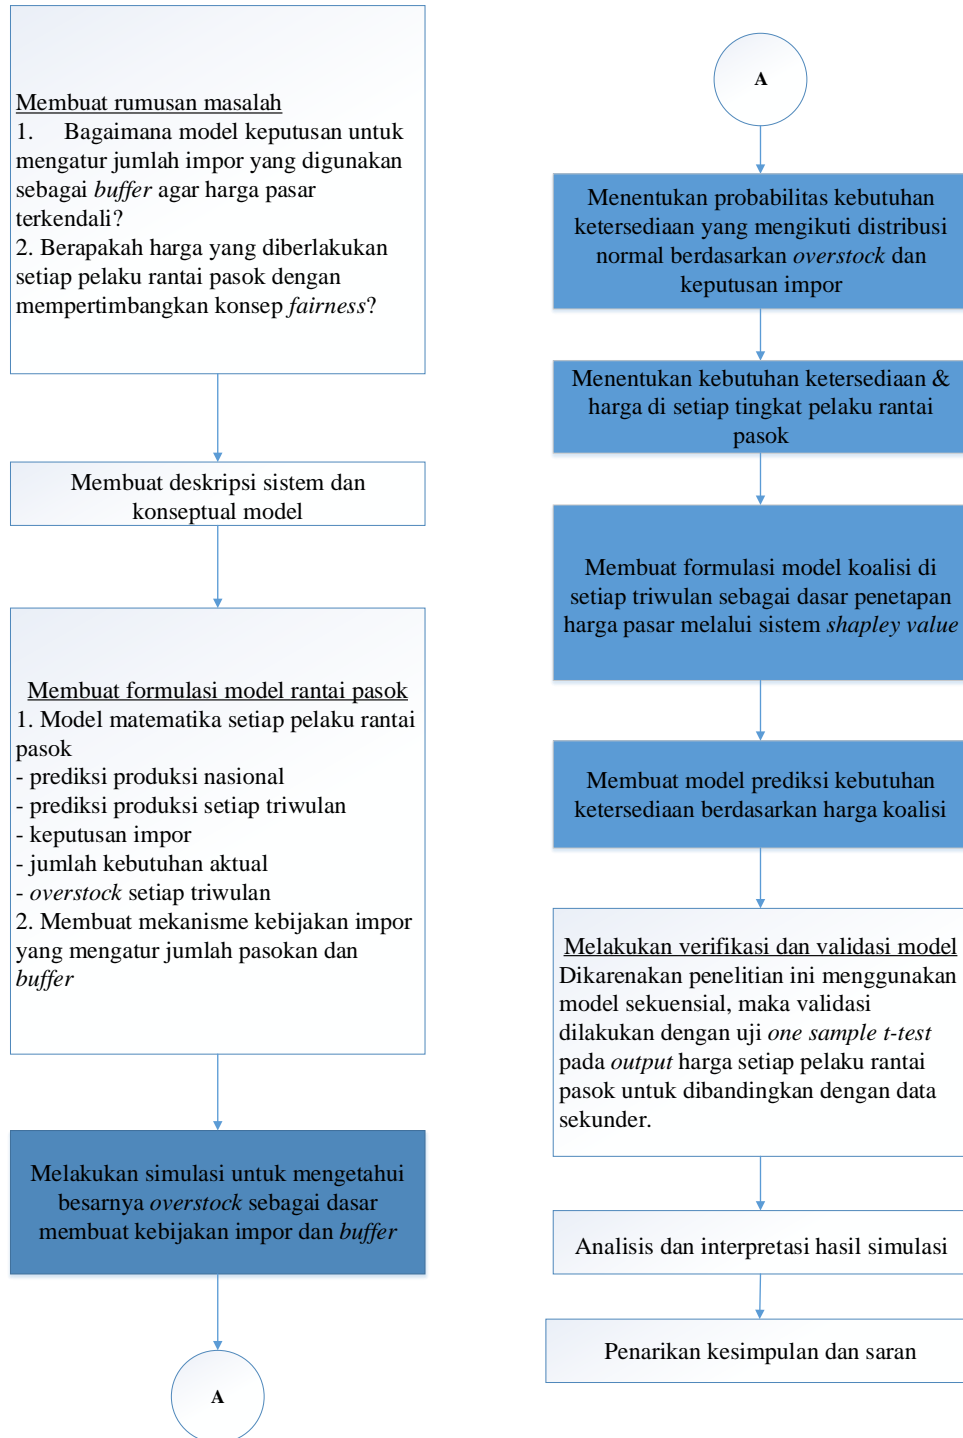 Membuat rumusan masalah
1. Bagaimana model keputusan untuk
mengatur jumlah impor yang digunakan
sebagai buffer agar harga pasar
terkendali?
2. Berapakah harga yang diberlakukan
setiap pelaku rantai pasok dengan
mempertimbangkan konsep fairness?
Membuat deskripsi sistem dan
konseptual model
Membuat formulasi model rantai pasok
1. Model matematika setiap pelaku rantai
pasok
- prediksi produksi nasional
- prediksi produksi setiap triwulan
- keputusan impor
- jumlah kebutuhan aktual
- overstock setiap triwulan
2. Membuat mekanisme kebijakan impor
yang mengatur jumlah pasokan dan
buffer
Melakukan simulasi untuk mengetahui
besarnya overstock sebagai dasar
membuat kebijakan impor dan buffer
A
A
Menentukan probabilitas kebutuhan
ketersediaan yang mengikuti distribusi
normal berdasarkan overstock dan
keputusan impor
Menentukan kebutuhan ketersediaan &
harga di setiap tingkat pelaku rantai
pasok
Membuat formulasi model koalisi di
setiap triwulan sebagai dasar penetapan
harga pasar melalui sistem shapley value
Membuat model prediksi kebutuhan
ketersediaan berdasarkan harga koalisi
Melakukan verifikasi dan validasi model
Dikarenakan penelitian ini menggunakan
model sekuensial, maka validasi
dilakukan dengan uji one sample t-test
pada output harga setiap pelaku rantai
pasok untuk dibandingkan dengan data
sekunder.
Analisis dan interpretasi hasil simulasi
Penarikan kesimpulan dan saran